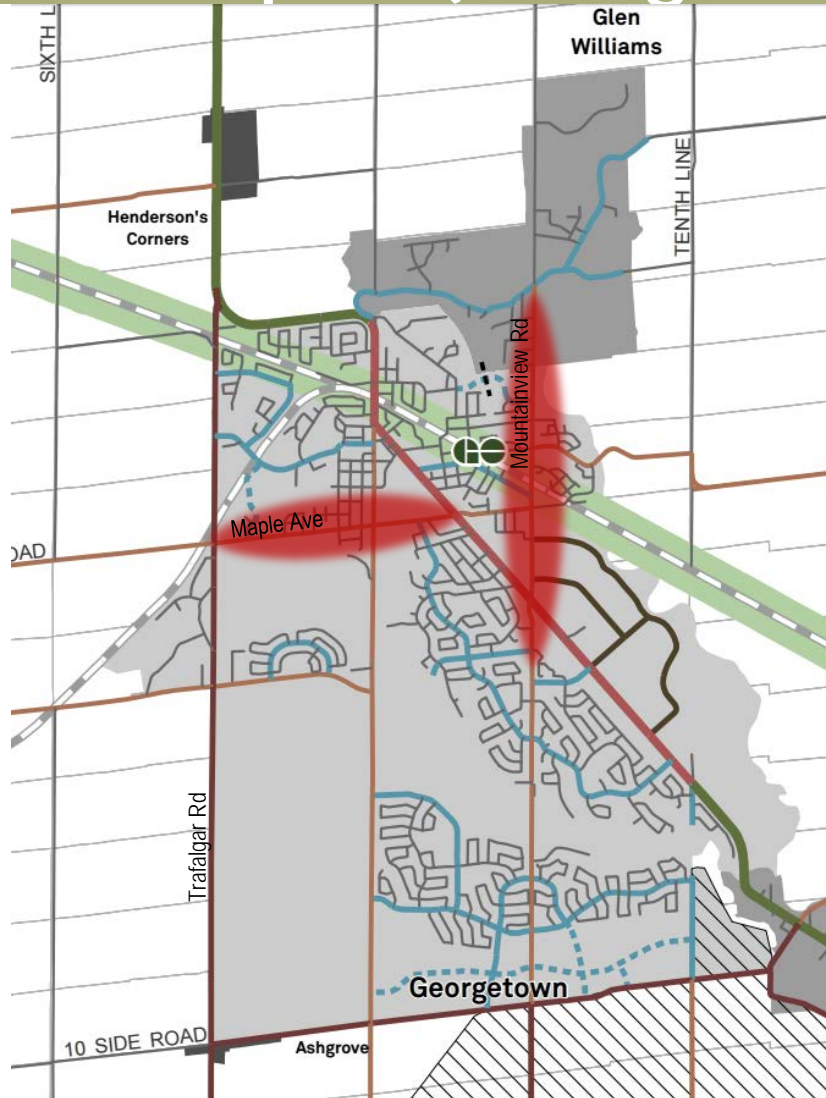 SIXTH L
Glen
Williams
TENTH LINE
Henderson's
Corners
Mountainview Rd
Maple Ave
OAD
Trafalgar Rd
Georgetown
10 SIDE ROAD
Ashgrove